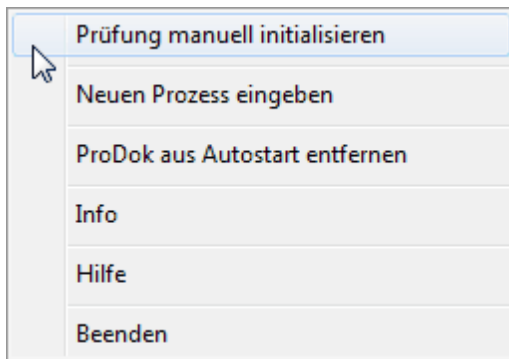 Prüfung manuell initialisieren
Neuen Prozess eingeben
ProDok aus Autostart entfernen
Info
Hilfe
Beenden